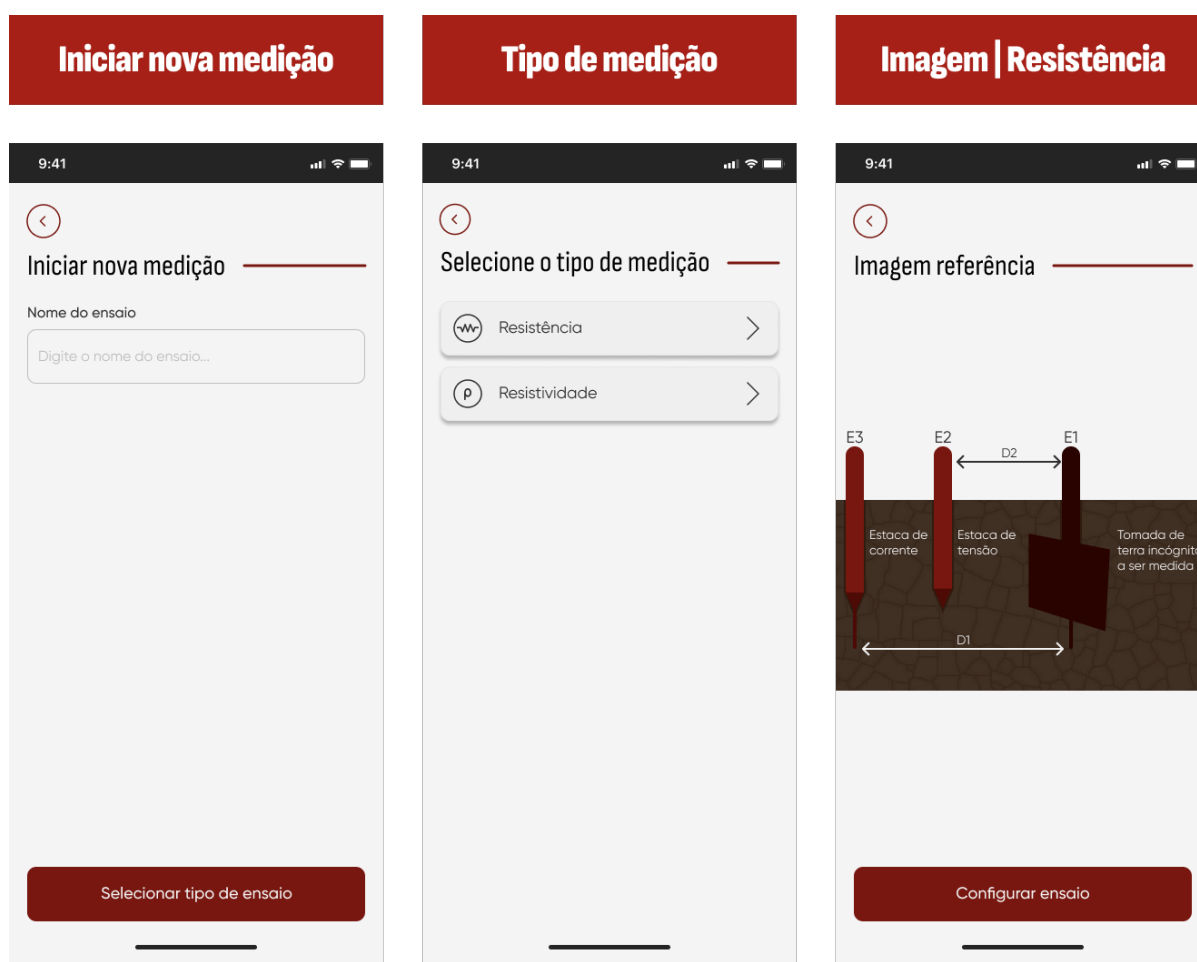 Iniciar nova medição
9:41
Iniciar nova medição
Nome do ensaio
Digite o nome do ensaio...
Selecionar tipo de ensaio
Tipo de medição
9:41
Selecione o tipo de medição
Resistência
ρ Resistividade
Imagem | Resistência
9:41
Imagem referência
E3 E2 E1
D2
Estaca de
corrente
Estaca de
tensão
Tomada de
terra incógnita
a ser medida
D1
Configurar ensaio